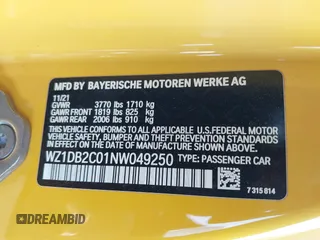 MFD BY BAYERISCHE MOTOREN WERKE AG
11/21
GVWR 3770 lbs 1710 kg
GAWR FRONT 1819 lbs 825 kg
GAWR REAR 2006 lbs 910 kg
THIS VEHICLE CONFORMS TO ALL APPLICABLE FEDERAL MOTOR VEHICLE
SAFETY, BUMPER AND THEFT PREVENTION STANDARDS
IN EFFECT ON THE DATE OF MANUFACTURE SHOWN ABOVE.
WZ1DB2C01NW049250 TYPE: PASSENGER CAR
7 315 814
DREAMBID